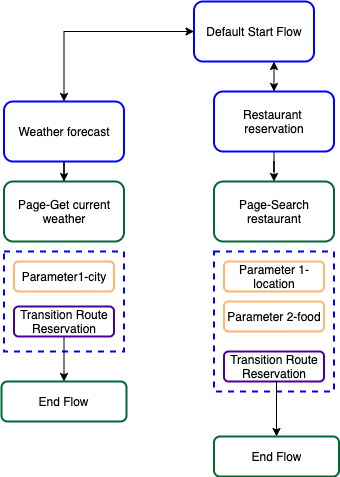 Default Start Flow
Weather forecast
Restaurant
reservation
Page-Get current
weather
Page-Search
restaurant
Parameter1-city
Transition Route
Reservation
Parameter 1-
location
Parameter 2-food
Transition Route
Reservation
End Flow
End Flow